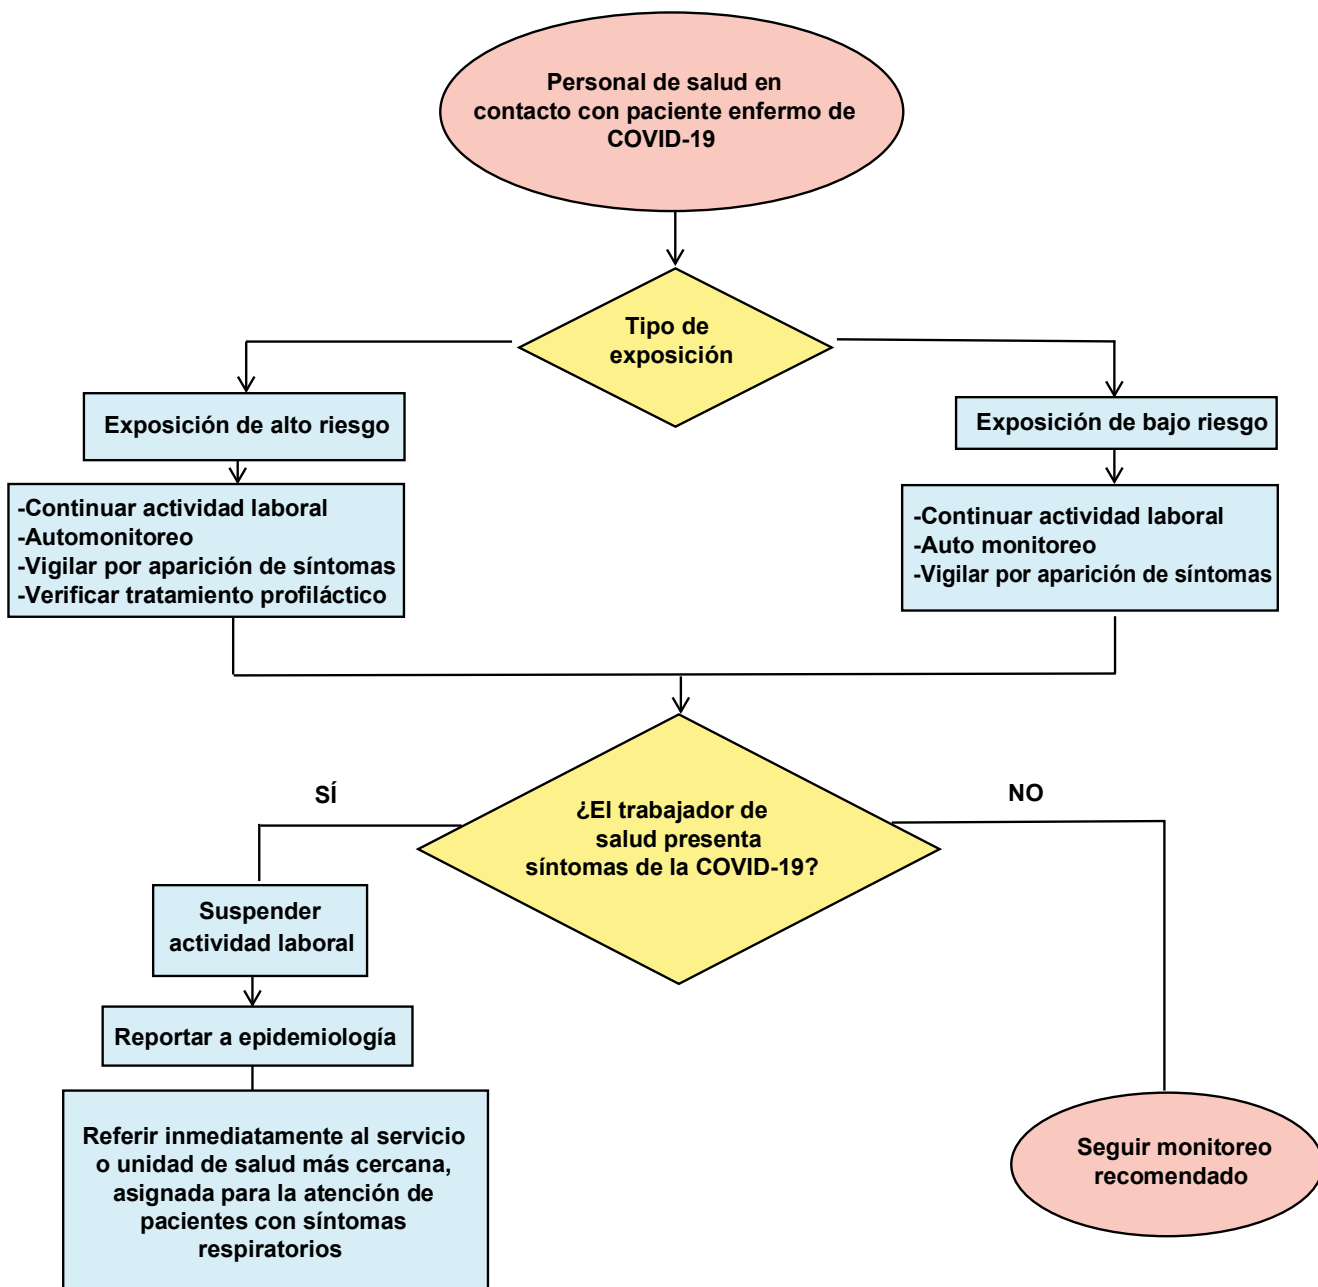 Personal de salud en
contacto con paciente enfermo de
COVID-19
Tipo de
exposición
Exposición de alto riesgo
Exposición de bajo riesgo
-Continuar actividad laboral
-Automonitoreo
-Vigilar por aparición de síntomas
-Verificar tratamiento profiláctico
-Continuar actividad laboral
-Auto monitoreo
-Vigilar por aparición de síntomas
SÍ
NO
¿El trabajador de
salud presenta
síntomas de la COVID-19?
Suspender
actividad laboral
Reportar a epidemiología
Referir inmediatamente al servicio
o unidad de salud más cercana,
asignada para la atención de
pacientes con síntomas
respiratorios
Seguir monitoreo
recomendado